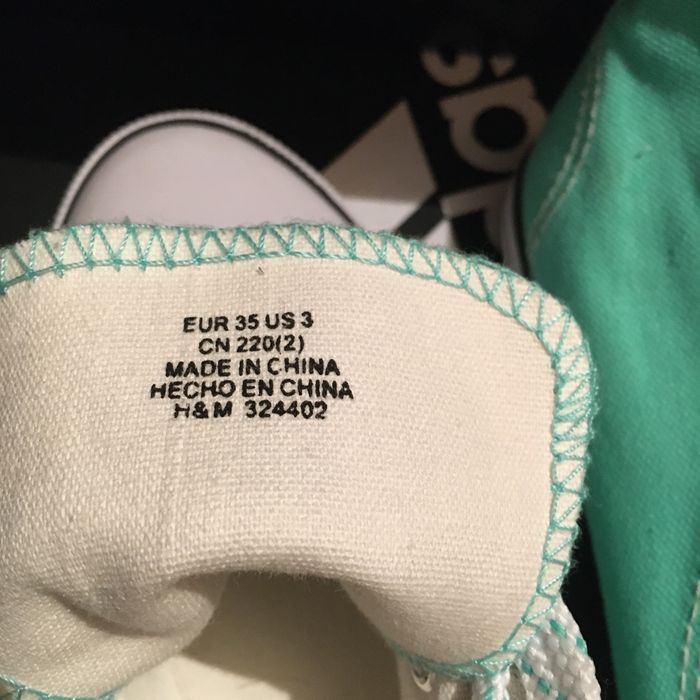 EUR 35 US 3
CN 220(2)
MADE IN CHINA
HECHO EN CHINA
H&M 324402